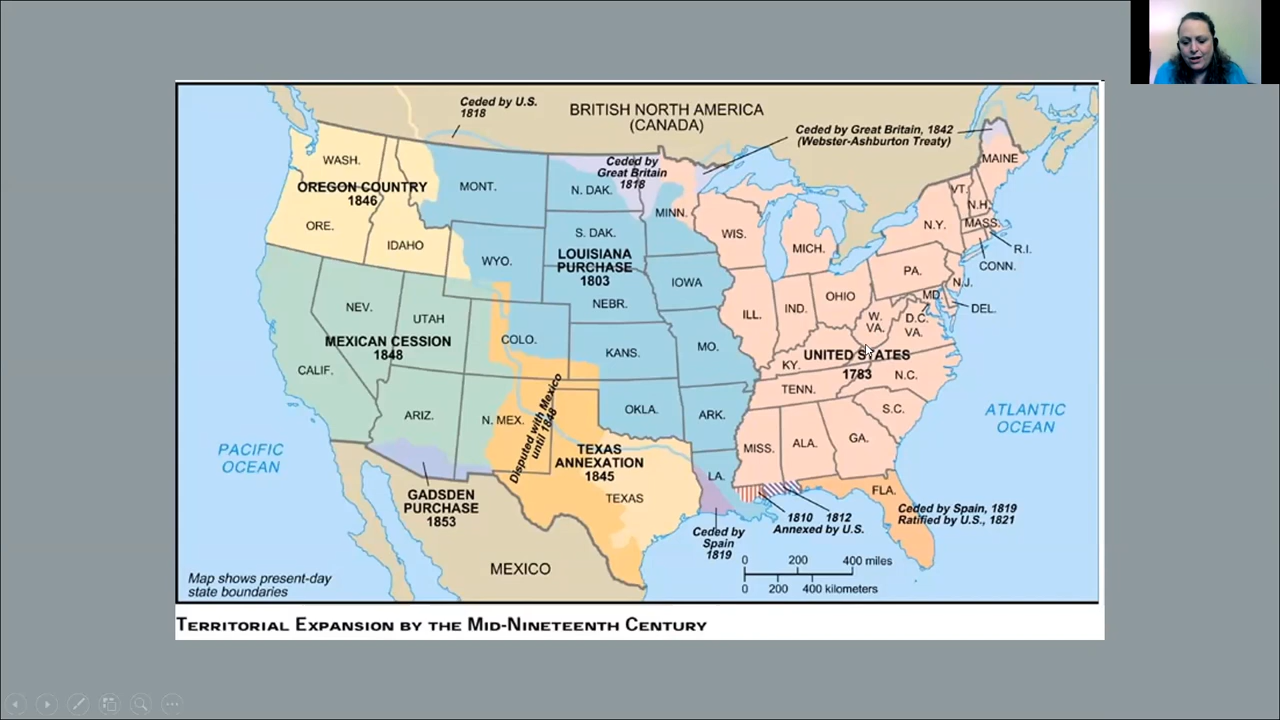 Ceded by U.S.
1818
BRITISH NORTH AMERICA
(CANADA)
Ceded by Great Britain, 1842
(Webster-Ashburton Treaty)
WASH.
OREGON COUNTRY
1846
ORE.
IDAHO
MONT.
Ceded by
Great Britain
1818
N. DAK.
MINN.
MAINE
VT.
N.H.
MASS.
R.I.
CONN.
N.Y.
WIS.
MICH.
S. DAK.
LOUISIANA
PURCHASE
1803
WYO.
NEBR.
IOWA
PA.
N.J.
MD.
DEL.
OHIO
IND.
ILL.
W.
VA.
D.C.
VA.
NEV.
UTAH
MEXICAN CESSION
1848
CALIF.
COLO.
KANS.
MO.
KY.
UNITED STATES
1783
TENN.
N.C.
S.C.
ARIZ.
N. MEX.
Disputed with Mexico
until 1848
OKLA.
ARK.
MISS.
ALA.
GA.
ATLANTIC
OCEAN
PACIFIC
OCEAN
TEXAS
ANNEXATION
1845
TEXAS
LA.
FLA.
Ceded by Spain, 1819
Ratified by U.S., 1821
GADSDEN
PURCHASE
1853
Ceded by
Spain
1819
1810
1812
Annexed by U.S.
MEXICO
0 200 400 miles
0 200 400 kilometers
Map shows present-day
state boundaries
TERRITORIAL EXPANSION BY THE MID-NINETEENTH CENTURY